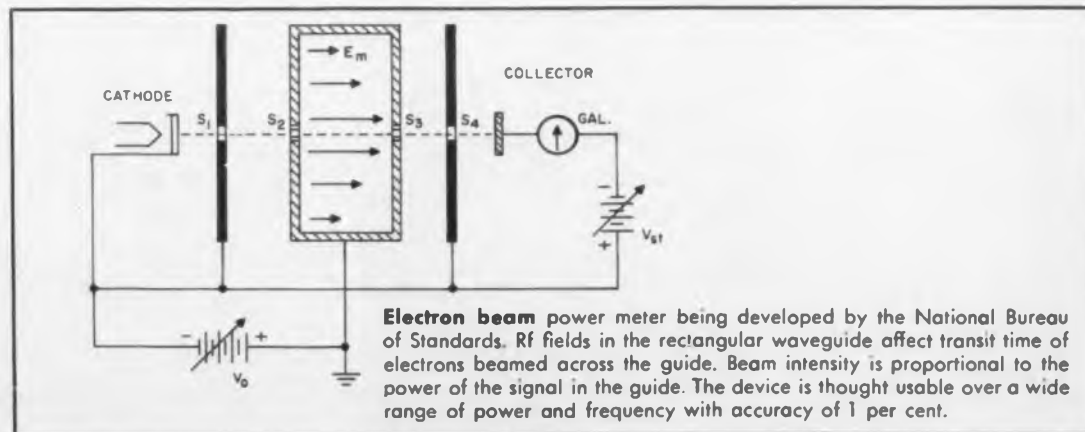 E m
COLLECTOR
CATHODE
S1 S2 S3 S4 GAL.
−
+ Vst
− +
Vo
Electron beam power meter being developed by the National Bureau
of Standards. Rf fields in the rectangular waveguide affect transit time of
electrons beamed across the guide. Beam intensity is proportional to the
power of the signal in the guide. The device is thought usable over a wide
range of power and frequency with accuracy of 1 per cent.